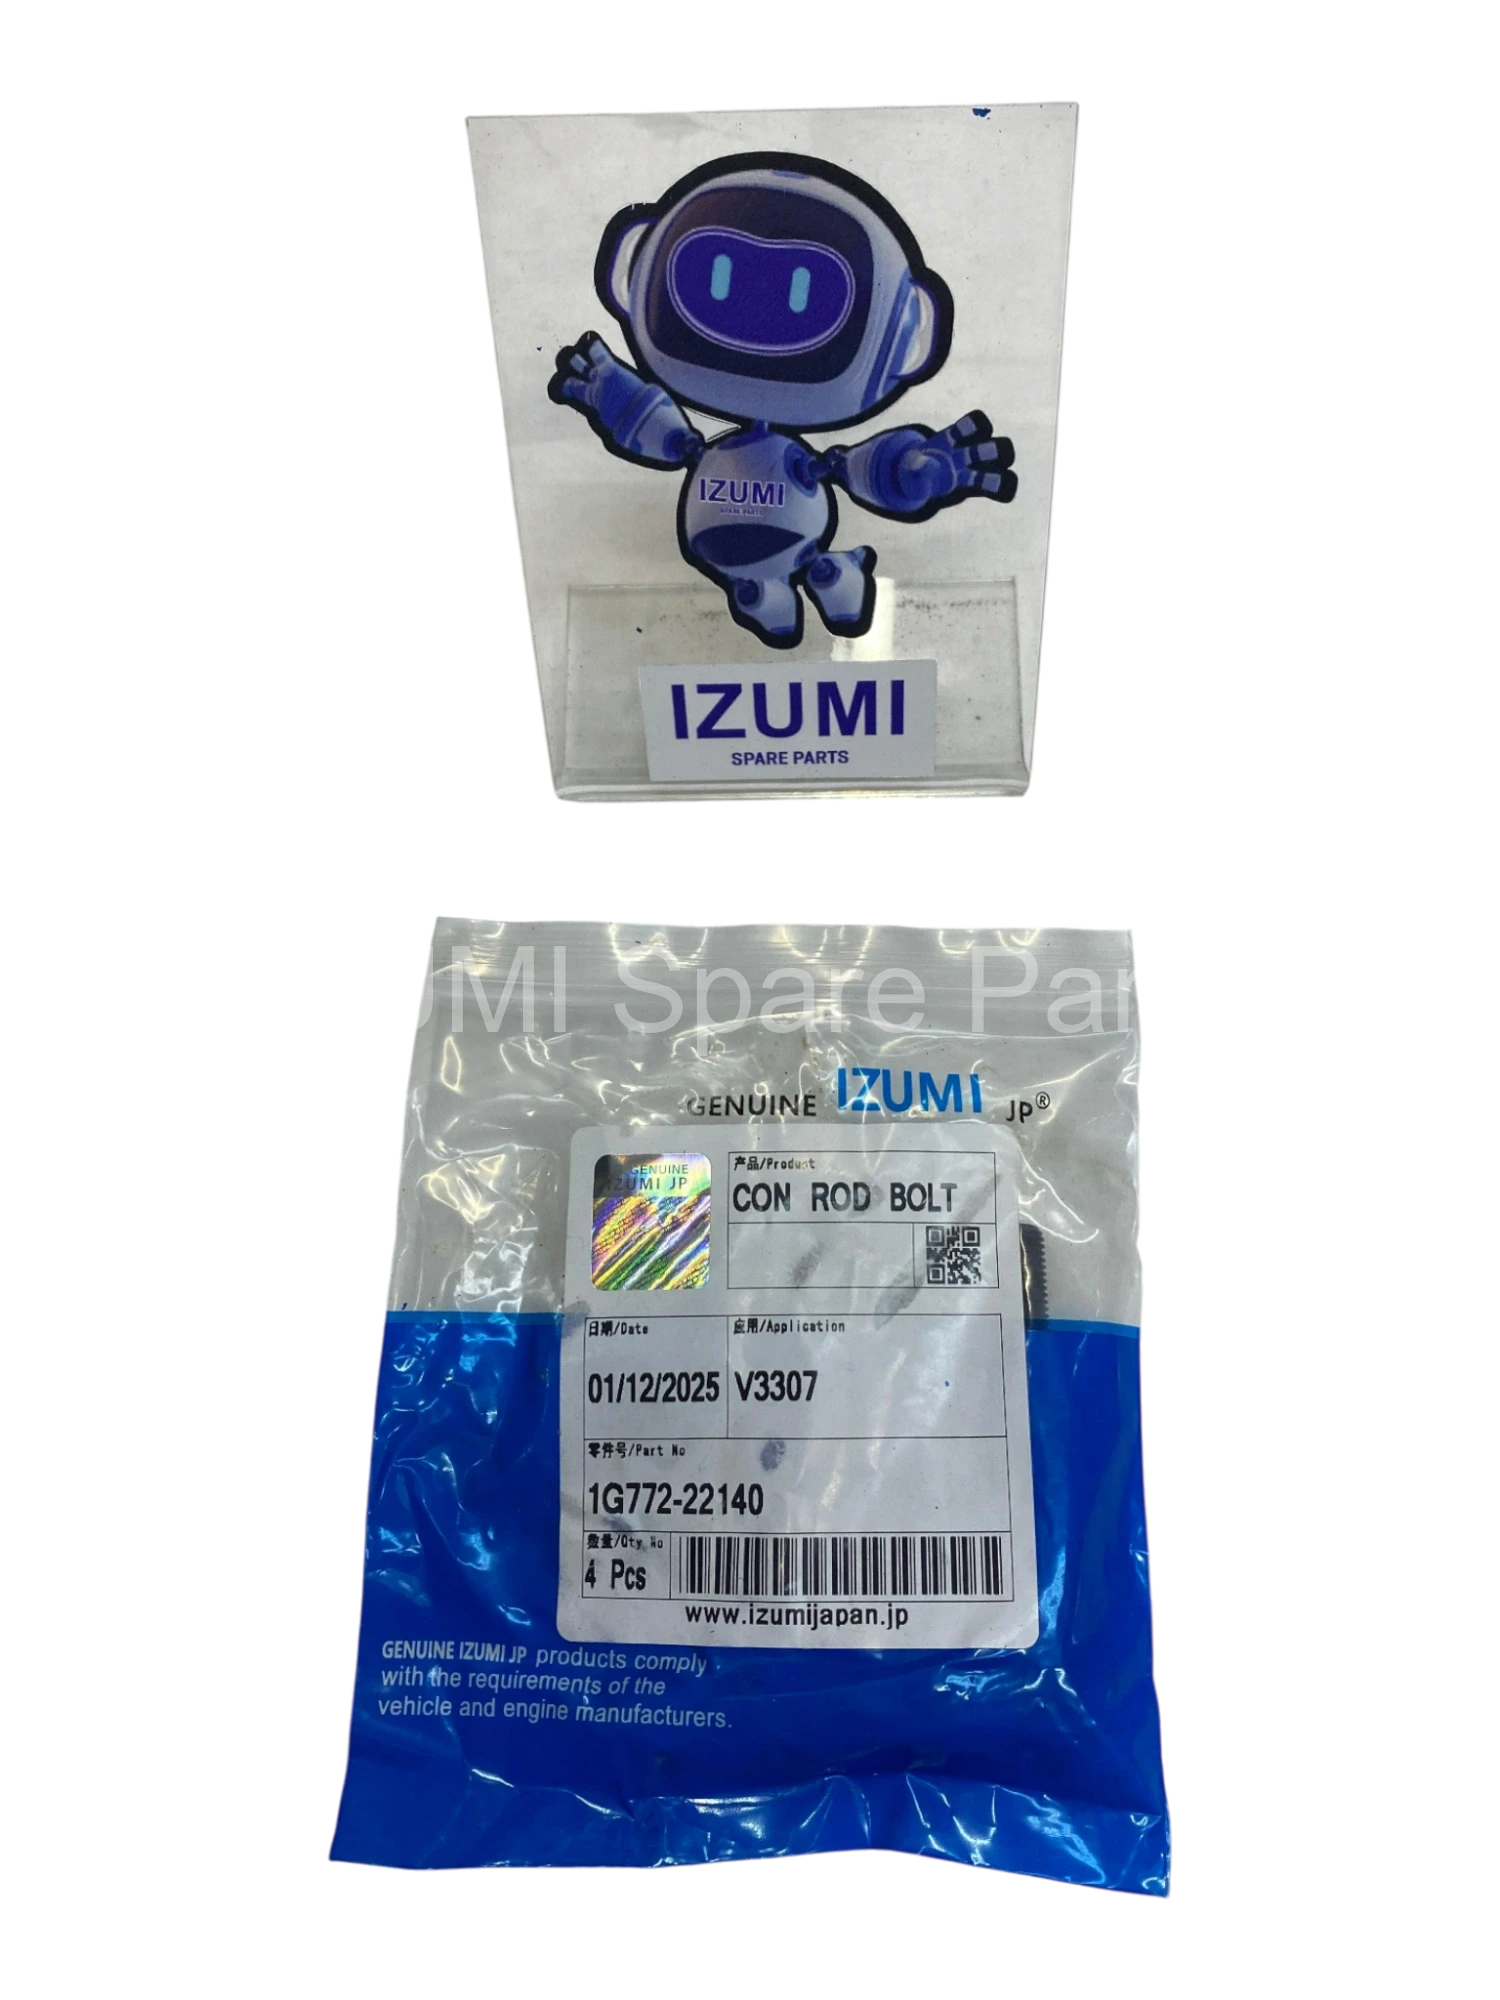 IZUMI
SPARE PARTS
IZUMI
SPARE PARTS
UMI Spare Par
GENUINE IZUMI JP®
GENUINE
IZUMI JP
产品/Product
CON ROD BOLT
日期/Date
应用/Application
01/12/2025
V3307
零件号/Part No
1G772-22140
数量/Qty No
4 Pcs
www.izumijapan.jp
GENUINE IZUMI JP products comply
with the requirements of the
vehicle and engine manufacturers.